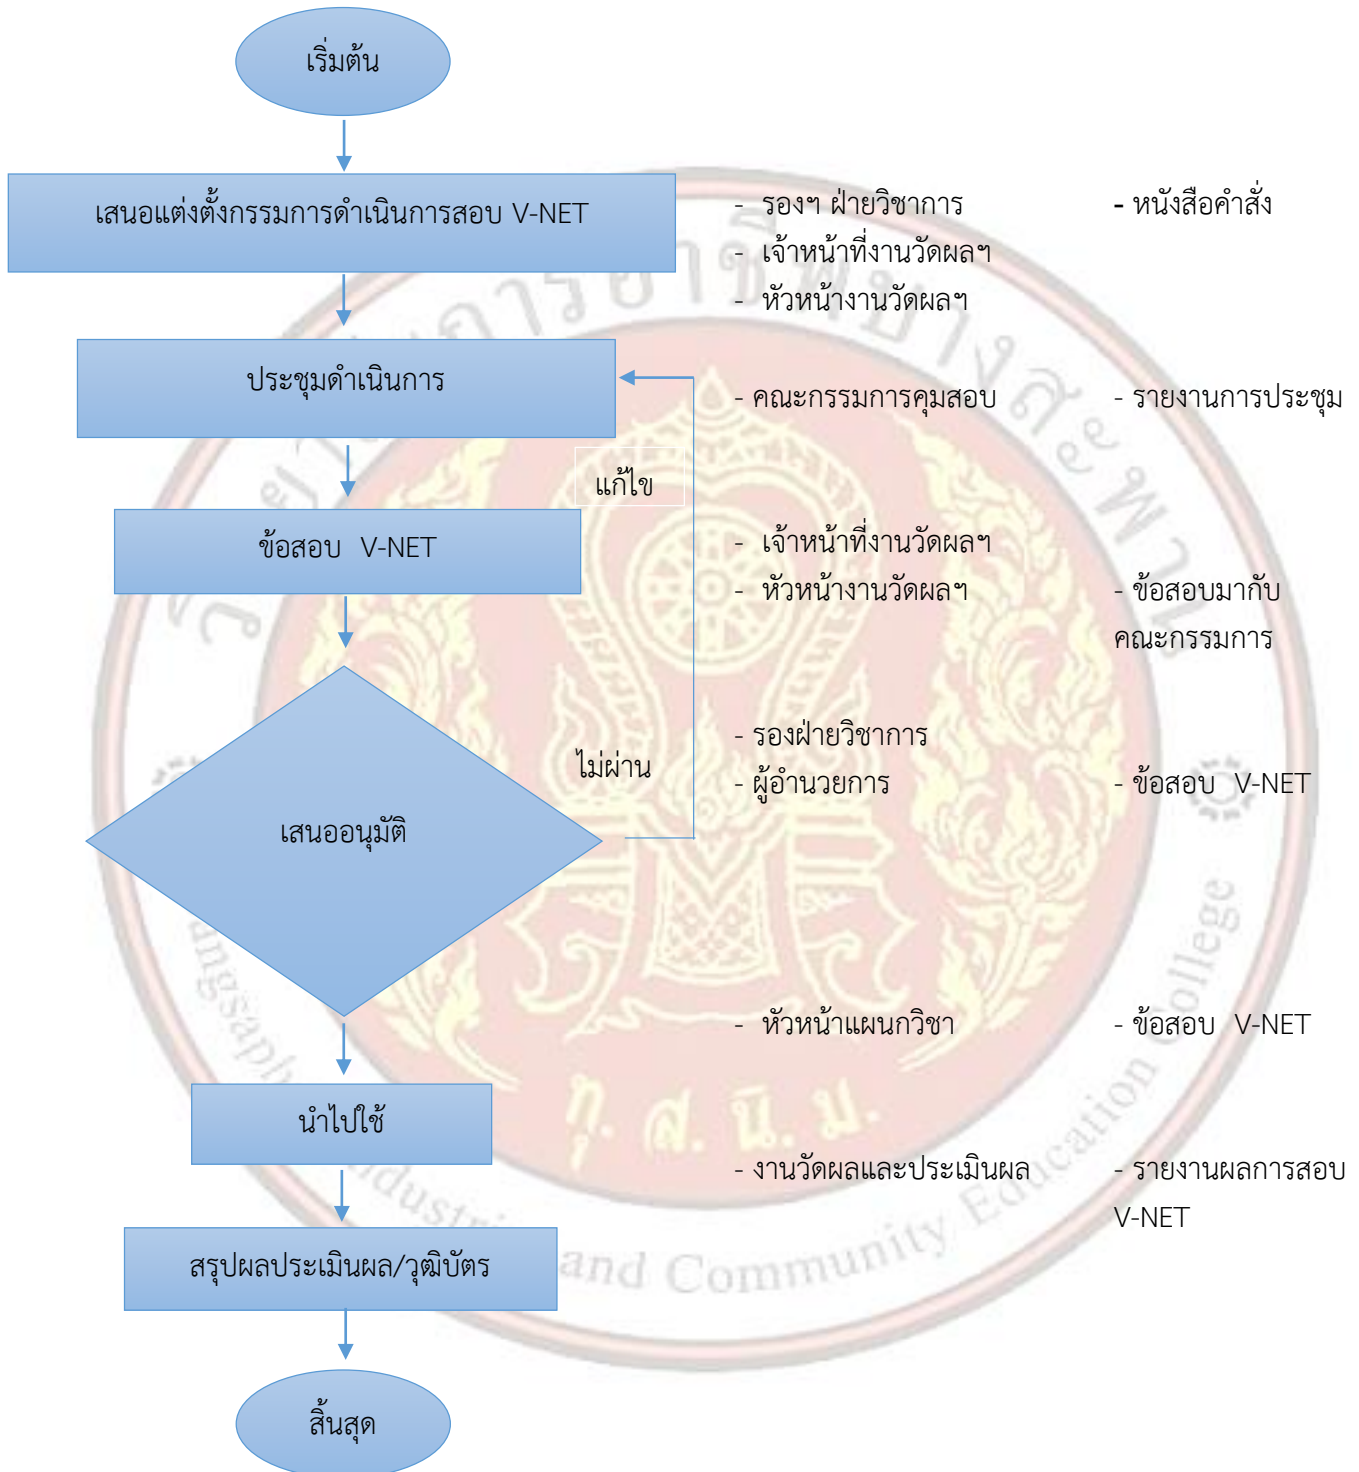 เริ่มต้น
เสนอแต่งตั้งกรรมการดำเนินการสอบ V-NET
- รองฯ ฝ่ายวิชาการ
- หนังสือคำสั่ง
- เจ้าหน้าที่งานวัดผลฯ
- หัวหน้างานวัดผลฯ
ประชุมดำเนินการ
- คณะกรรมการคุมสอบ
- รายงานการประชุม
แก้ไข
ข้อสอบ V-NET
- เจ้าหน้าที่งานวัดผลฯ
- หัวหน้างานวัดผลฯ
- ข้อสอบมากับ
คณะกรรมการ
ไม่ผ่าน
เสนออนุมัติ
- รองฝ่ายวิชาการ
- ผู้อำนวยการ
- ข้อสอบ V-NET
- หัวหน้าแผนกวิชา
- ข้อสอบ V-NET
นำไปใช้
- งานวัดผลและประเมินผล
- รายงานผลการสอบ
V-NET
สรุปผลประเมินผล/วุฒิบัตร
สิ้นสุด
ทุ. ส. นิ. ม.
and Community Education College